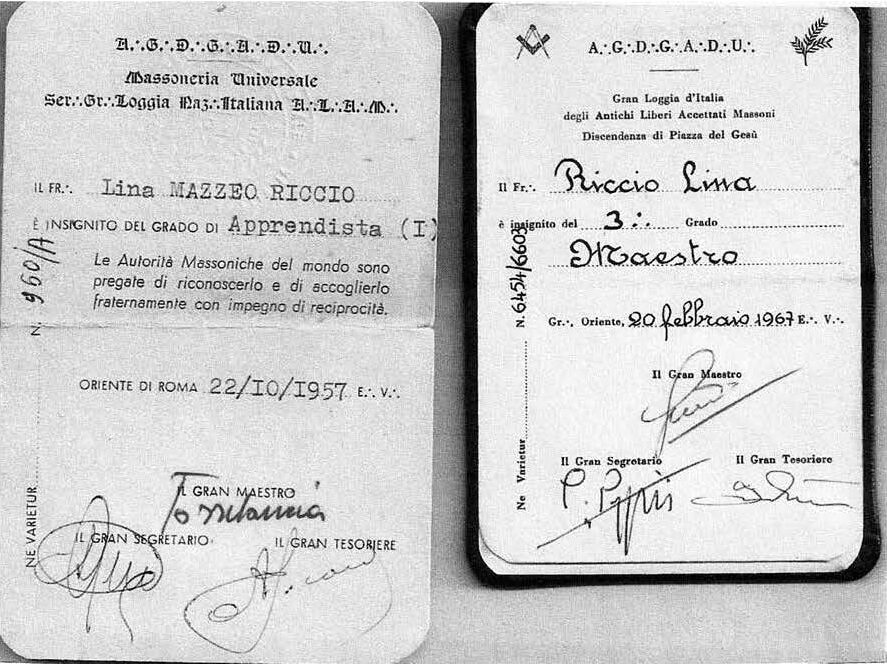 A∴G∴D∴G∴A∴D∴U∴
Massoneria Universale
Ser∴Gr∴Loggia Naz∴Italiana A∴L∴A∴M∴
IL FR∴ Lina MAZZEO RICCIO
È INSIGNITO DEL GRADO DI Apprendista (I)
Le Autorità Massoniche del mondo sono
pregate di riconoscerlo e di accoglierlo
fraternamente con impegno di reciprocità.
N. 960/A
NE VARIETUR
ORIENTE DI ROMA 22/10/1957 E∴ V∴
IL GRAN MAESTRO
IL GRAN SEGRETARIO
IL GRAN TESORIERE
A∴G∴D∴G∴A∴D∴U∴
Gran Loggia d'Italia
degli Antichi Liberi Accettati Massoni
Discendenza di Piazza del Gesù
Il Fr∴ Riccio Lina
è insignito del 3∴ Grado
Maestro
N. 6454/6603
Ne Varietur
Gr∴ Oriente, 20 febbraio 1967 E∴ V∴
Il Gran Maestro
Il Gran Segretario
Il Gran Tesoriere